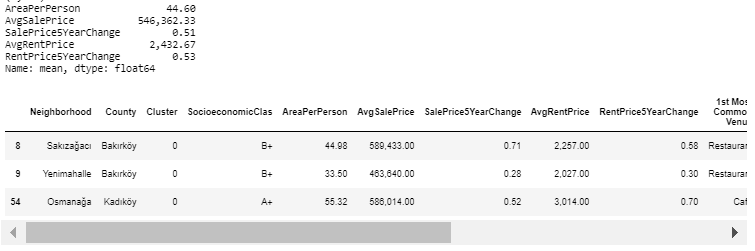 AreaPerPerson 44.60
AvgSalePrice 546,362.33
SalePrice5YearChange 0.51
AvgRentPrice 2,432.67
RentPrice5YearChange 0.53
Name: mean, dtype: float64
Neighborhood County Cluster SocioeconomicClas AreaPerPerson AvgSalePrice SalePrice5YearChange AvgRentPrice RentPrice5YearChange 1st Mos
Commo
Venu
8 Sakızağacı Bakırköy 0 B+ 44.98 589,433.00 0.71 2,257.00 0.58 Restaurar
9 Yenimahalle Bakırköy 0 B+ 33.50 463,640.00 0.28 2,027.00 0.30 Restaurar
54 Osmanağa Kadıköy 0 A+ 55.32 586,014.00 0.52 3,014.00 0.70 Caf